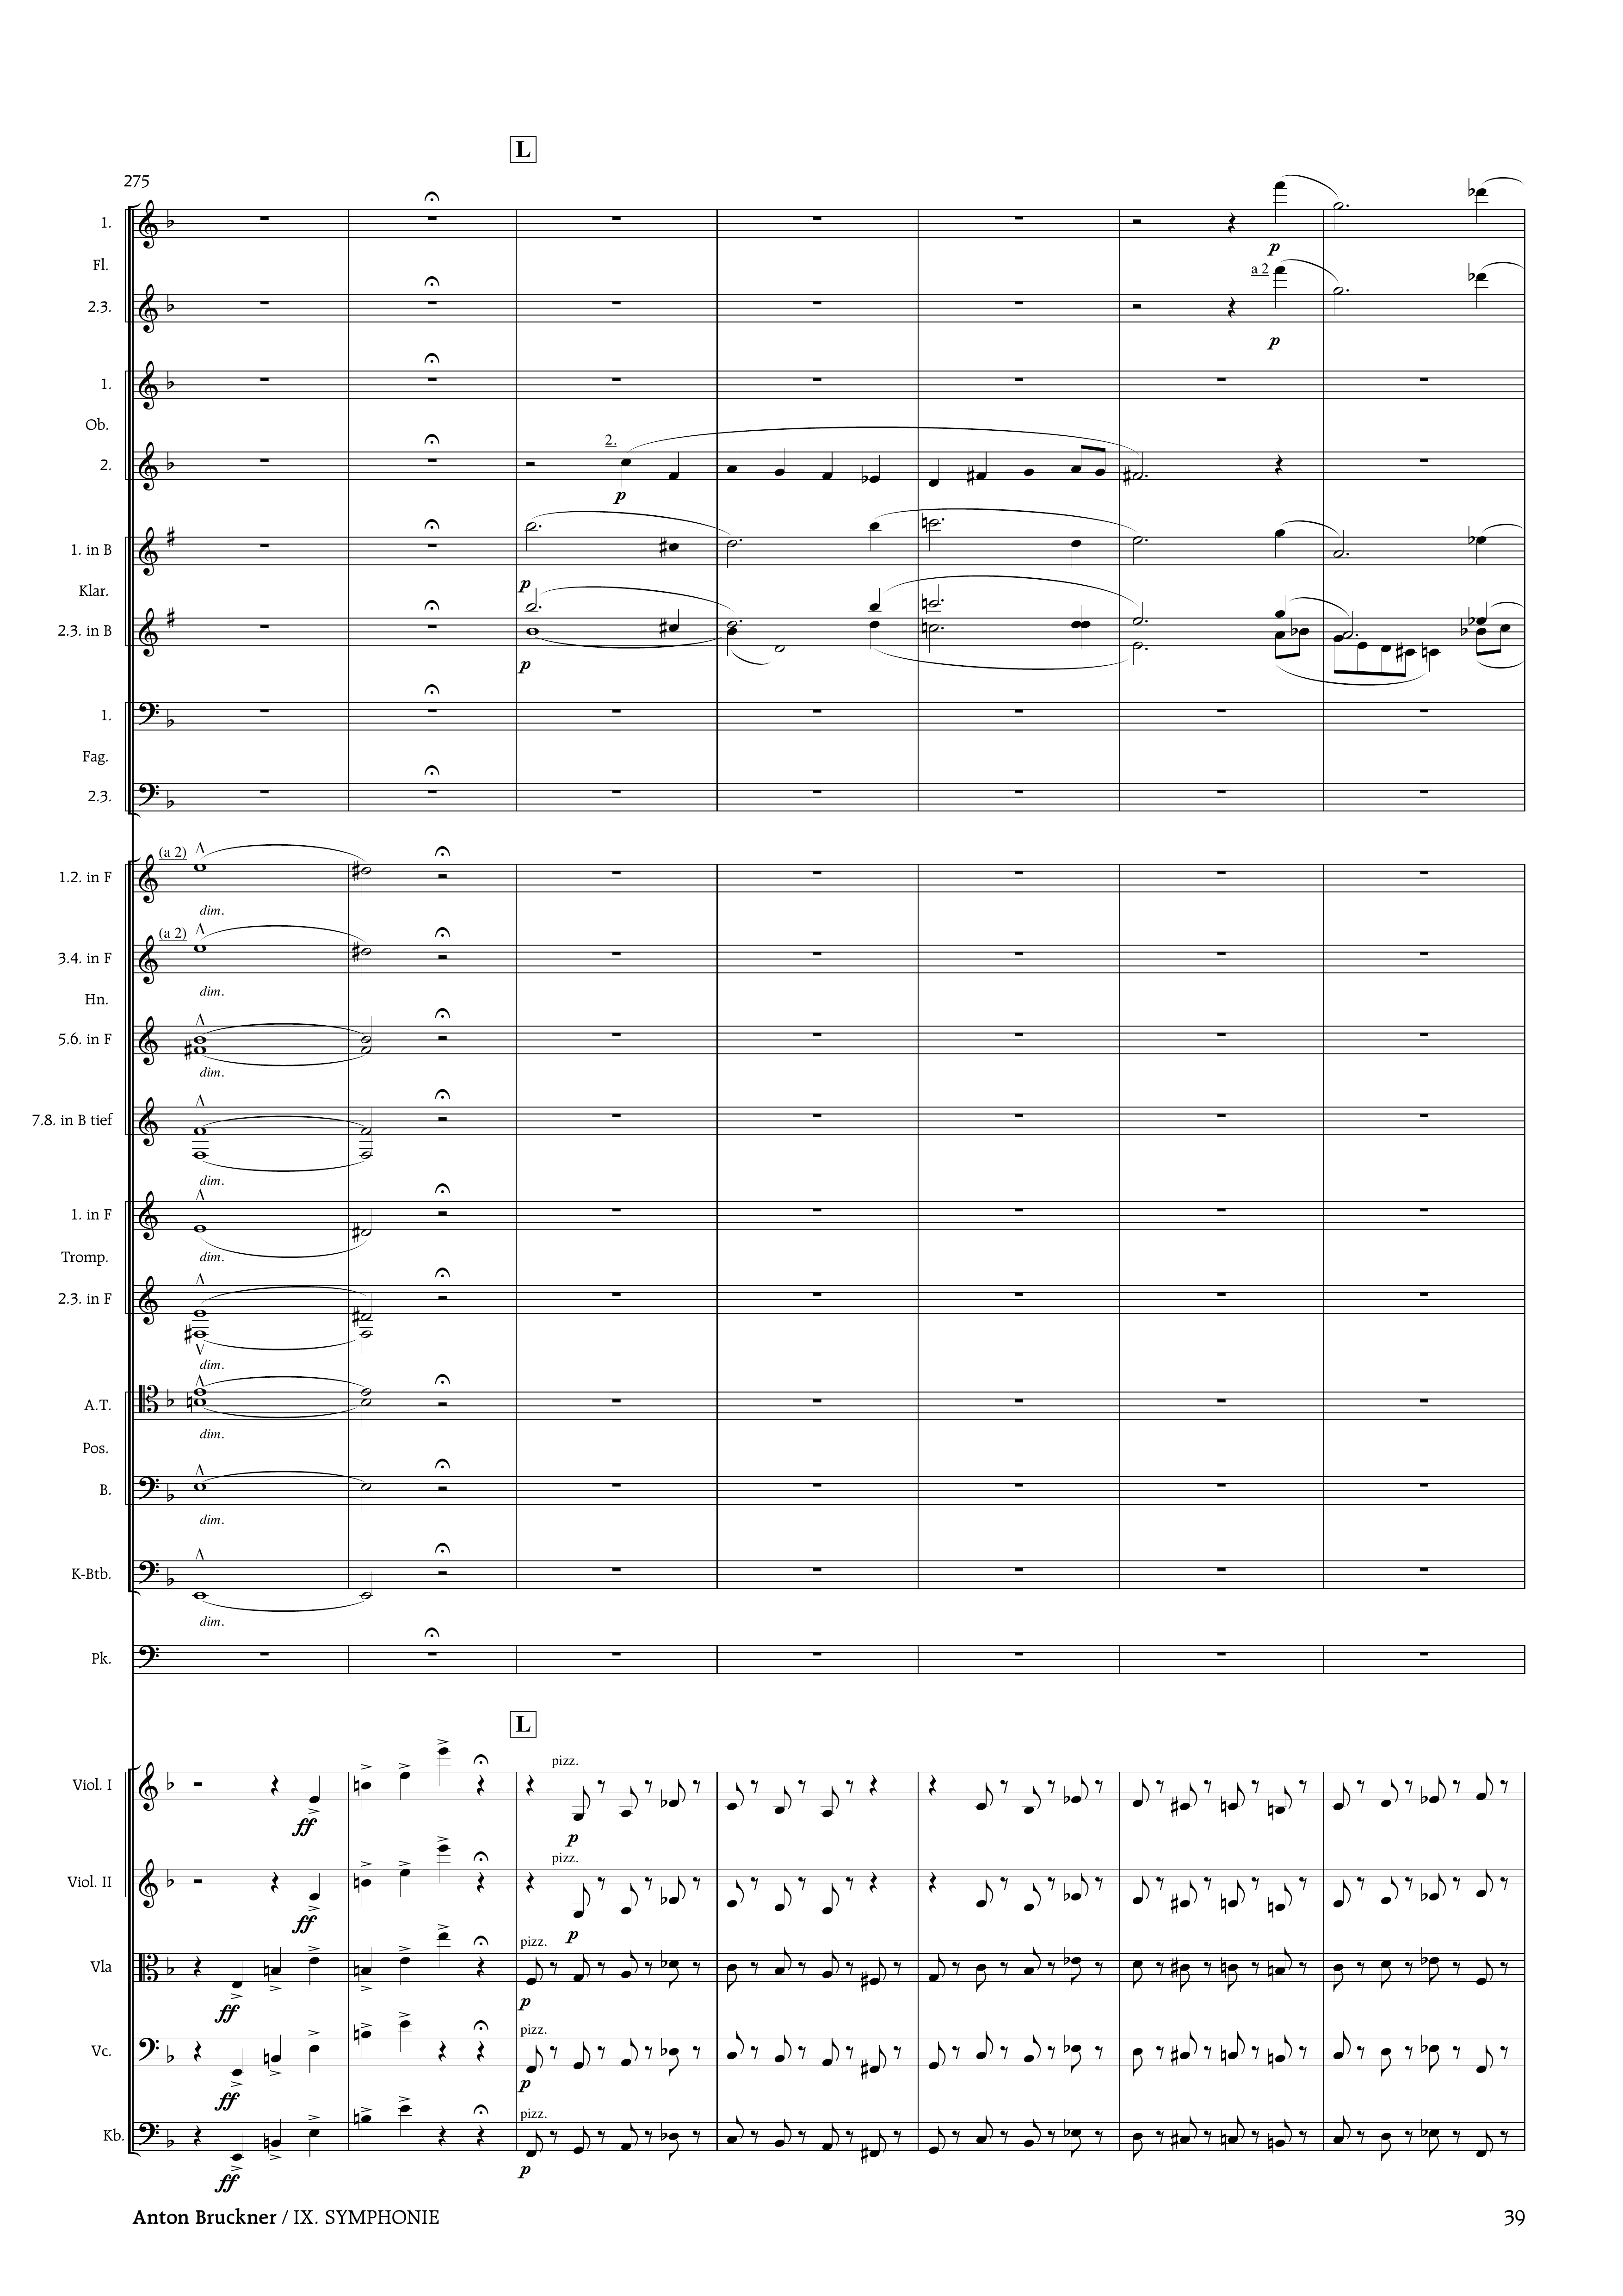 L
275
1.
Fl.
a 2
2.3.
p
p
1.
Ob.
2.
2.
p
1. in B
Klar.
p
2.3. in B
p
1.
Fag.
2.3.
(a 2)
1.2. in F
dim.
(a 2)
3.4. in F
dim.
Hn.
5.6. in F
dim.
7.8. in B tief
dim.
1. in F
dim.
Tromp.
2.3. in F
dim.
A.T.
dim.
Pos.
B.
dim.
K-Btb.
dim.
Pk.
L
pizz.
Viol. I
ff
p
pizz.
Viol. II
ff
p
pizz.
Vla
ff
p
pizz.
Vc.
ff
p
pizz.
Kb.
ff
p
Anton Bruckner / IX. SYMPHONIE 39